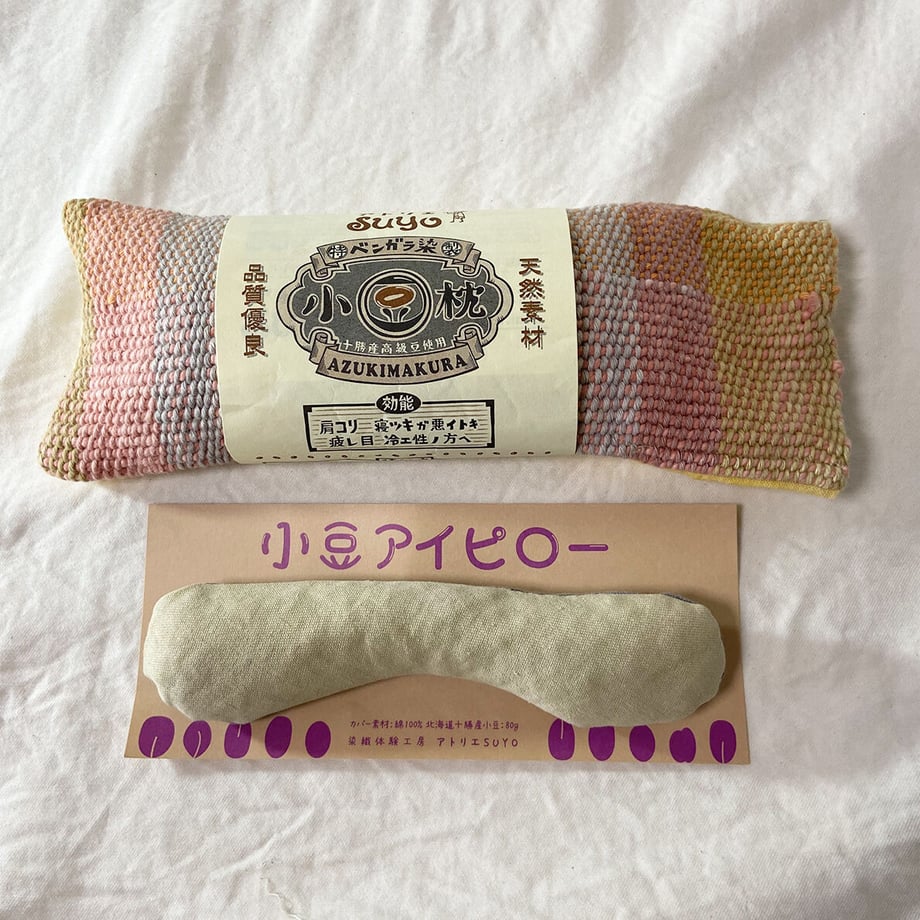 suyo
特 ベンガラ染 製
品質優良
小豆枕
天然素材
十勝産高級豆使用
AZUKIMAKURA
効能
肩コリ 寝ツキガ悪イトキ
疲レ目 冷エ性ノ方ヘ
小豆アイピロー
カバー素材:綿100% 北海道十勝産小豆:80g
染織体験工房 アトリエSUYO